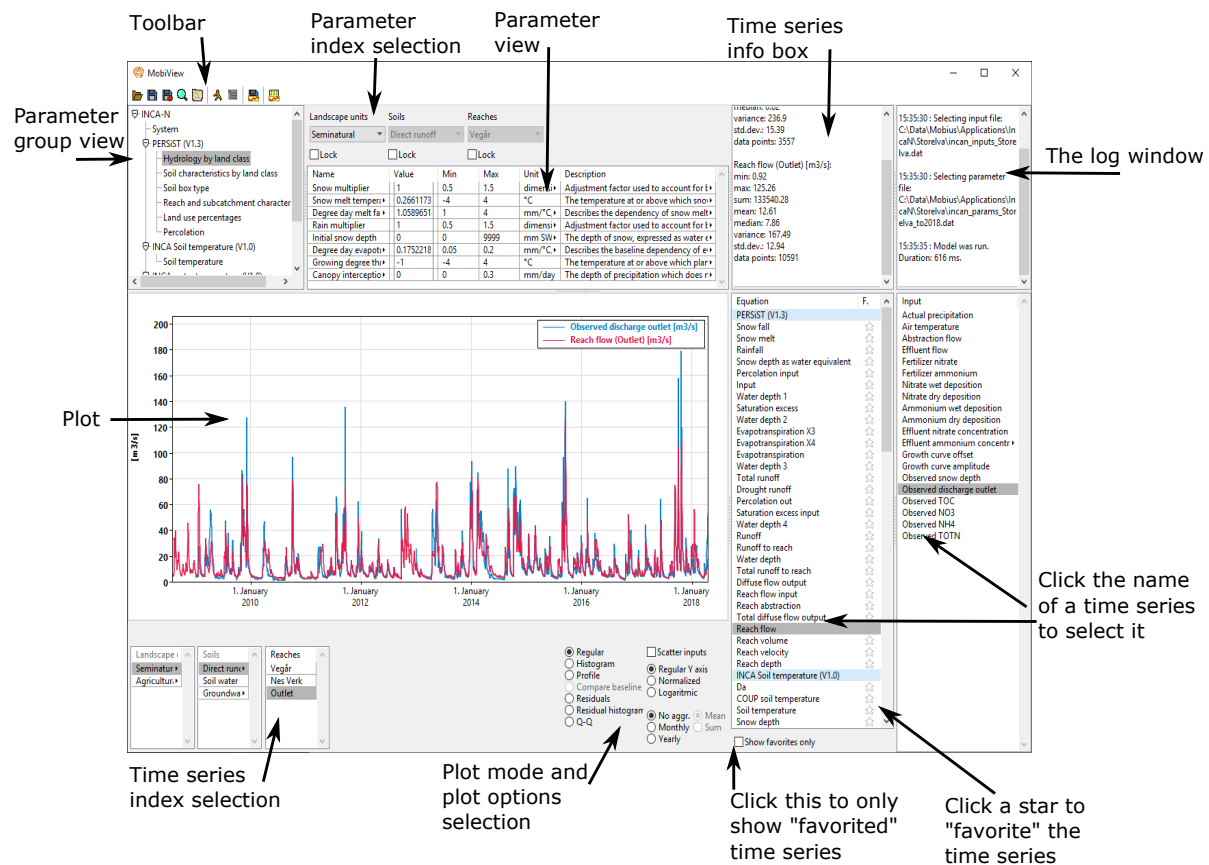 Toolbar
Parameter
index selection
Parameter
view
Time series
info box
MobiView
Parameter
group view
INCA-N
System
PERSiST (V1.3)
Hydrology by land class
Soil characteristics by land class
Soil box type
Reach and subcatchment character
Land use percentages
Percolation
INCA Soil temperature (V1.0)
Soil temperature
Landscape units Soils Reaches
Seminatural Direct runoff Vegår
Lock Lock Lock
Name Value Min Max Unit Description
Snow multiplier 1 0.5 1.5 dimensi Adjustment factor used to account for b
Snow melt tempera 0.2661173 -4 4 °C The temperature at or above which snow
Degree day melt fa 1.0589651 1 4 mm/°C, Describes the dependency of snow melt
Rain multiplier 1 0.5 1.5 dimensi Adjustment factor used to account for b
Initial snow depth 0 0 9999 mm SW The depth of snow, expressed as water e
Degree day evapoti 0.1752218 0.05 0.2 mm/°C, Describes the baseline dependency of e
Growing degree thr -1 -4 4 °C The temperature at or above which plan
Canopy interceptio 0 0 0.3 mm/day The depth of precipitation which does r
median: 6.62
variance: 236.9
std.dev.: 15.39
data points: 3557
Reach flow (Outlet) [m3/s]:
min: 0.92
max: 125.26
sum: 133540.28
mean: 12.61
median: 7.86
variance: 167.49
std.dev.: 12.94
data points: 10591
15:35:30 : Selecting input file:
C:\Data\Mobius\Applications\In
caN\Storelva\incan_inputs_Store
lva.dat
15:35:30 : Selecting parameter
file:
C:\Data\Mobius\Applications\In
caN\Storelva\incan_params_Stor
elva_to2018.dat
15:35:35 : Model was run.
Duration: 616 ms.
The log window
Plot
[m3/s]
200
180
160
140
120
100
80
60
40
20
0
Observed discharge outlet [m3/s]
Reach flow (Outlet) [m3/s]
1. January
2010
1. January
2012
1. January
2014
1. January
2016
1. January
2018
Equation F.
PERSiST (V1.3)
Snow fall
Snow melt
Rainfall
Snow depth as water equivalent
Percolation input
Input
Water depth 1
Saturation excess
Water depth 2
Evapotranspiration X3
Evapotranspiration X4
Evapotranspiration
Water depth 3
Total runoff
Drought runoff
Percolation out
Saturation excess input
Water depth 4
Runoff
Runoff to reach
Water depth
Total runoff to reach
Diffuse flow output
Reach flow input
Reach abstraction
Total diffuse flow output
Reach flow
Reach volume
Reach velocity
Reach depth
INCA Soil temperature (V1.0)
Da
COUP soil temperature
Soil temperature
Snow depth
Show favorites only
Input
Actual precipitation
Air temperature
Abstraction flow
Effluent flow
Fertilizer nitrate
Fertilizer ammonium
Nitrate wet deposition
Nitrate dry deposition
Ammonium wet deposition
Ammonium dry deposition
Effluent nitrate concentration
Effluent ammonium concentr
Growth curve offset
Growth curve amplitude
Observed snow depth
Observed discharge outlet
Observed TOC
Observed NO3
Observed NH4
Observed TOTN
Click the name
of a time series
to select it
Landscape Soils Reaches
Seminatur Direct runo Vegår
Agricultur Soil water Nes Verk
Groundwa Outlet
Regular
Histogram
Profile
Compare baseline
Residuals
Residual histogram
Q-Q
Scatter inputs
Regular Y axis
Normalized
Logaritmic
No aggr. Mean
Monthly Sum
Yearly
Time series
index selection
Plot mode and
plot options
selection
Click this to only
show "favorited"
time series
Click a star to
"favorite" the
time series